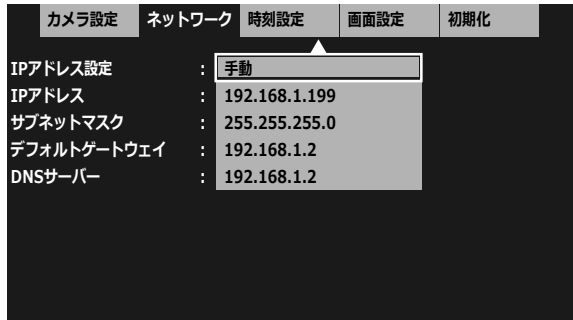 カメラ設定 ネットワーク 時刻設定 画面設定 初期化
IPアドレス設定 : 手動
IPアドレス : 192.168.1.199
サブネットマスク : 255.255.255.0
デフォルトゲートウェイ : 192.168.1.2
DNSサーバー : 192.168.1.2